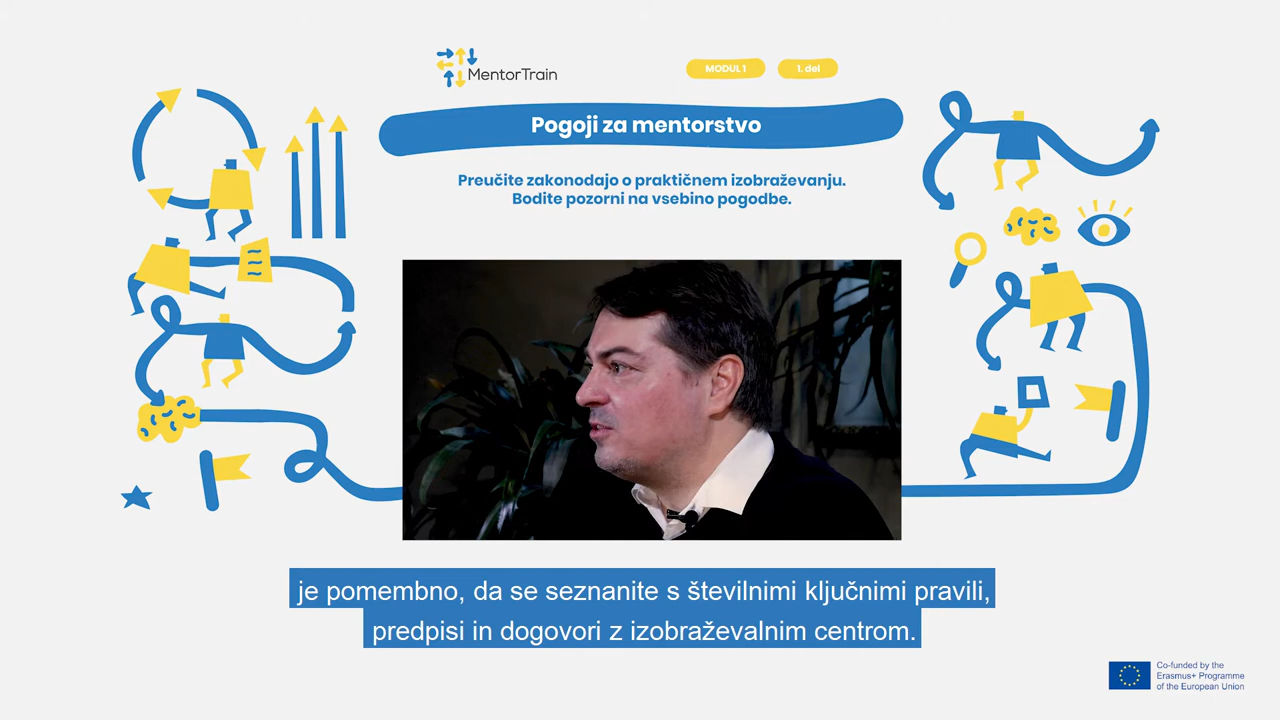 MentorTrain
MODUL 1
1. del
Pogoji za mentorstvo
Preučite zakonodajo o praktičnem izobraževanju.
Bodite pozorni na vsebino pogodbe.
je pomembno, da se seznanite s številnimi ključnimi pravili,
predpisi in dogovori z izobraževalnim centrom.
Co-funded by the
Erasmus+ Programme
of the European Union